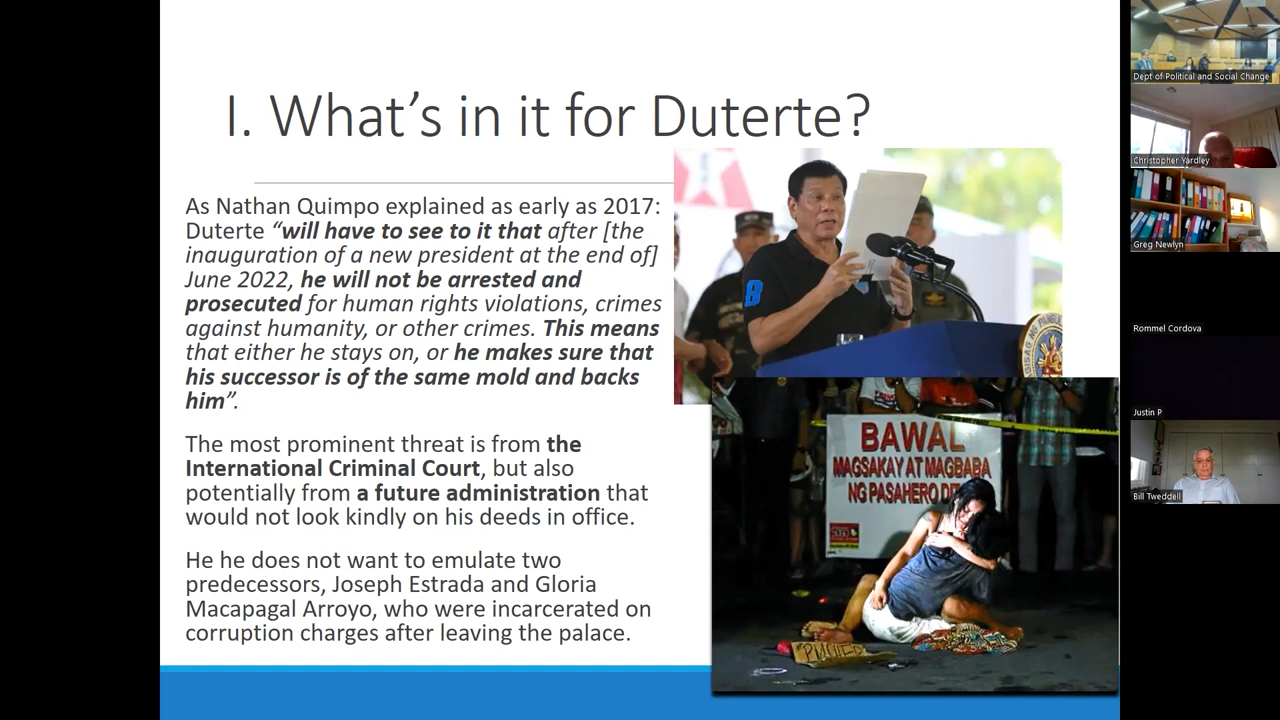 I. What's in it for Duterte?
As Nathan Quimpo explained as early as 2017:
Duterte “will have to see to it that after [the
inauguration of a new president at the end of]
June 2022, he will not be arrested and
prosecuted for human rights violations, crimes
against humanity, or other crimes. This means
that either he stays on, or he makes sure that
his successor is of the same mold and backs
him”.
The most prominent threat is from the
International Criminal Court, but also
potentially from a future administration that
would not look kindly on his deeds in office.
He he does not want to emulate two
predecessors, Joseph Estrada and Gloria
Macapagal Arroyo, who were incarcerated on
corruption charges after leaving the palace.
BAWAL
MAGSAKAY AT MAGBABA
NG PASAHERO
Dept of Political and Social Change
Christopher Yardley
Greg Newlyn
Rommel Cordova
Justin P
Bill Tweddell